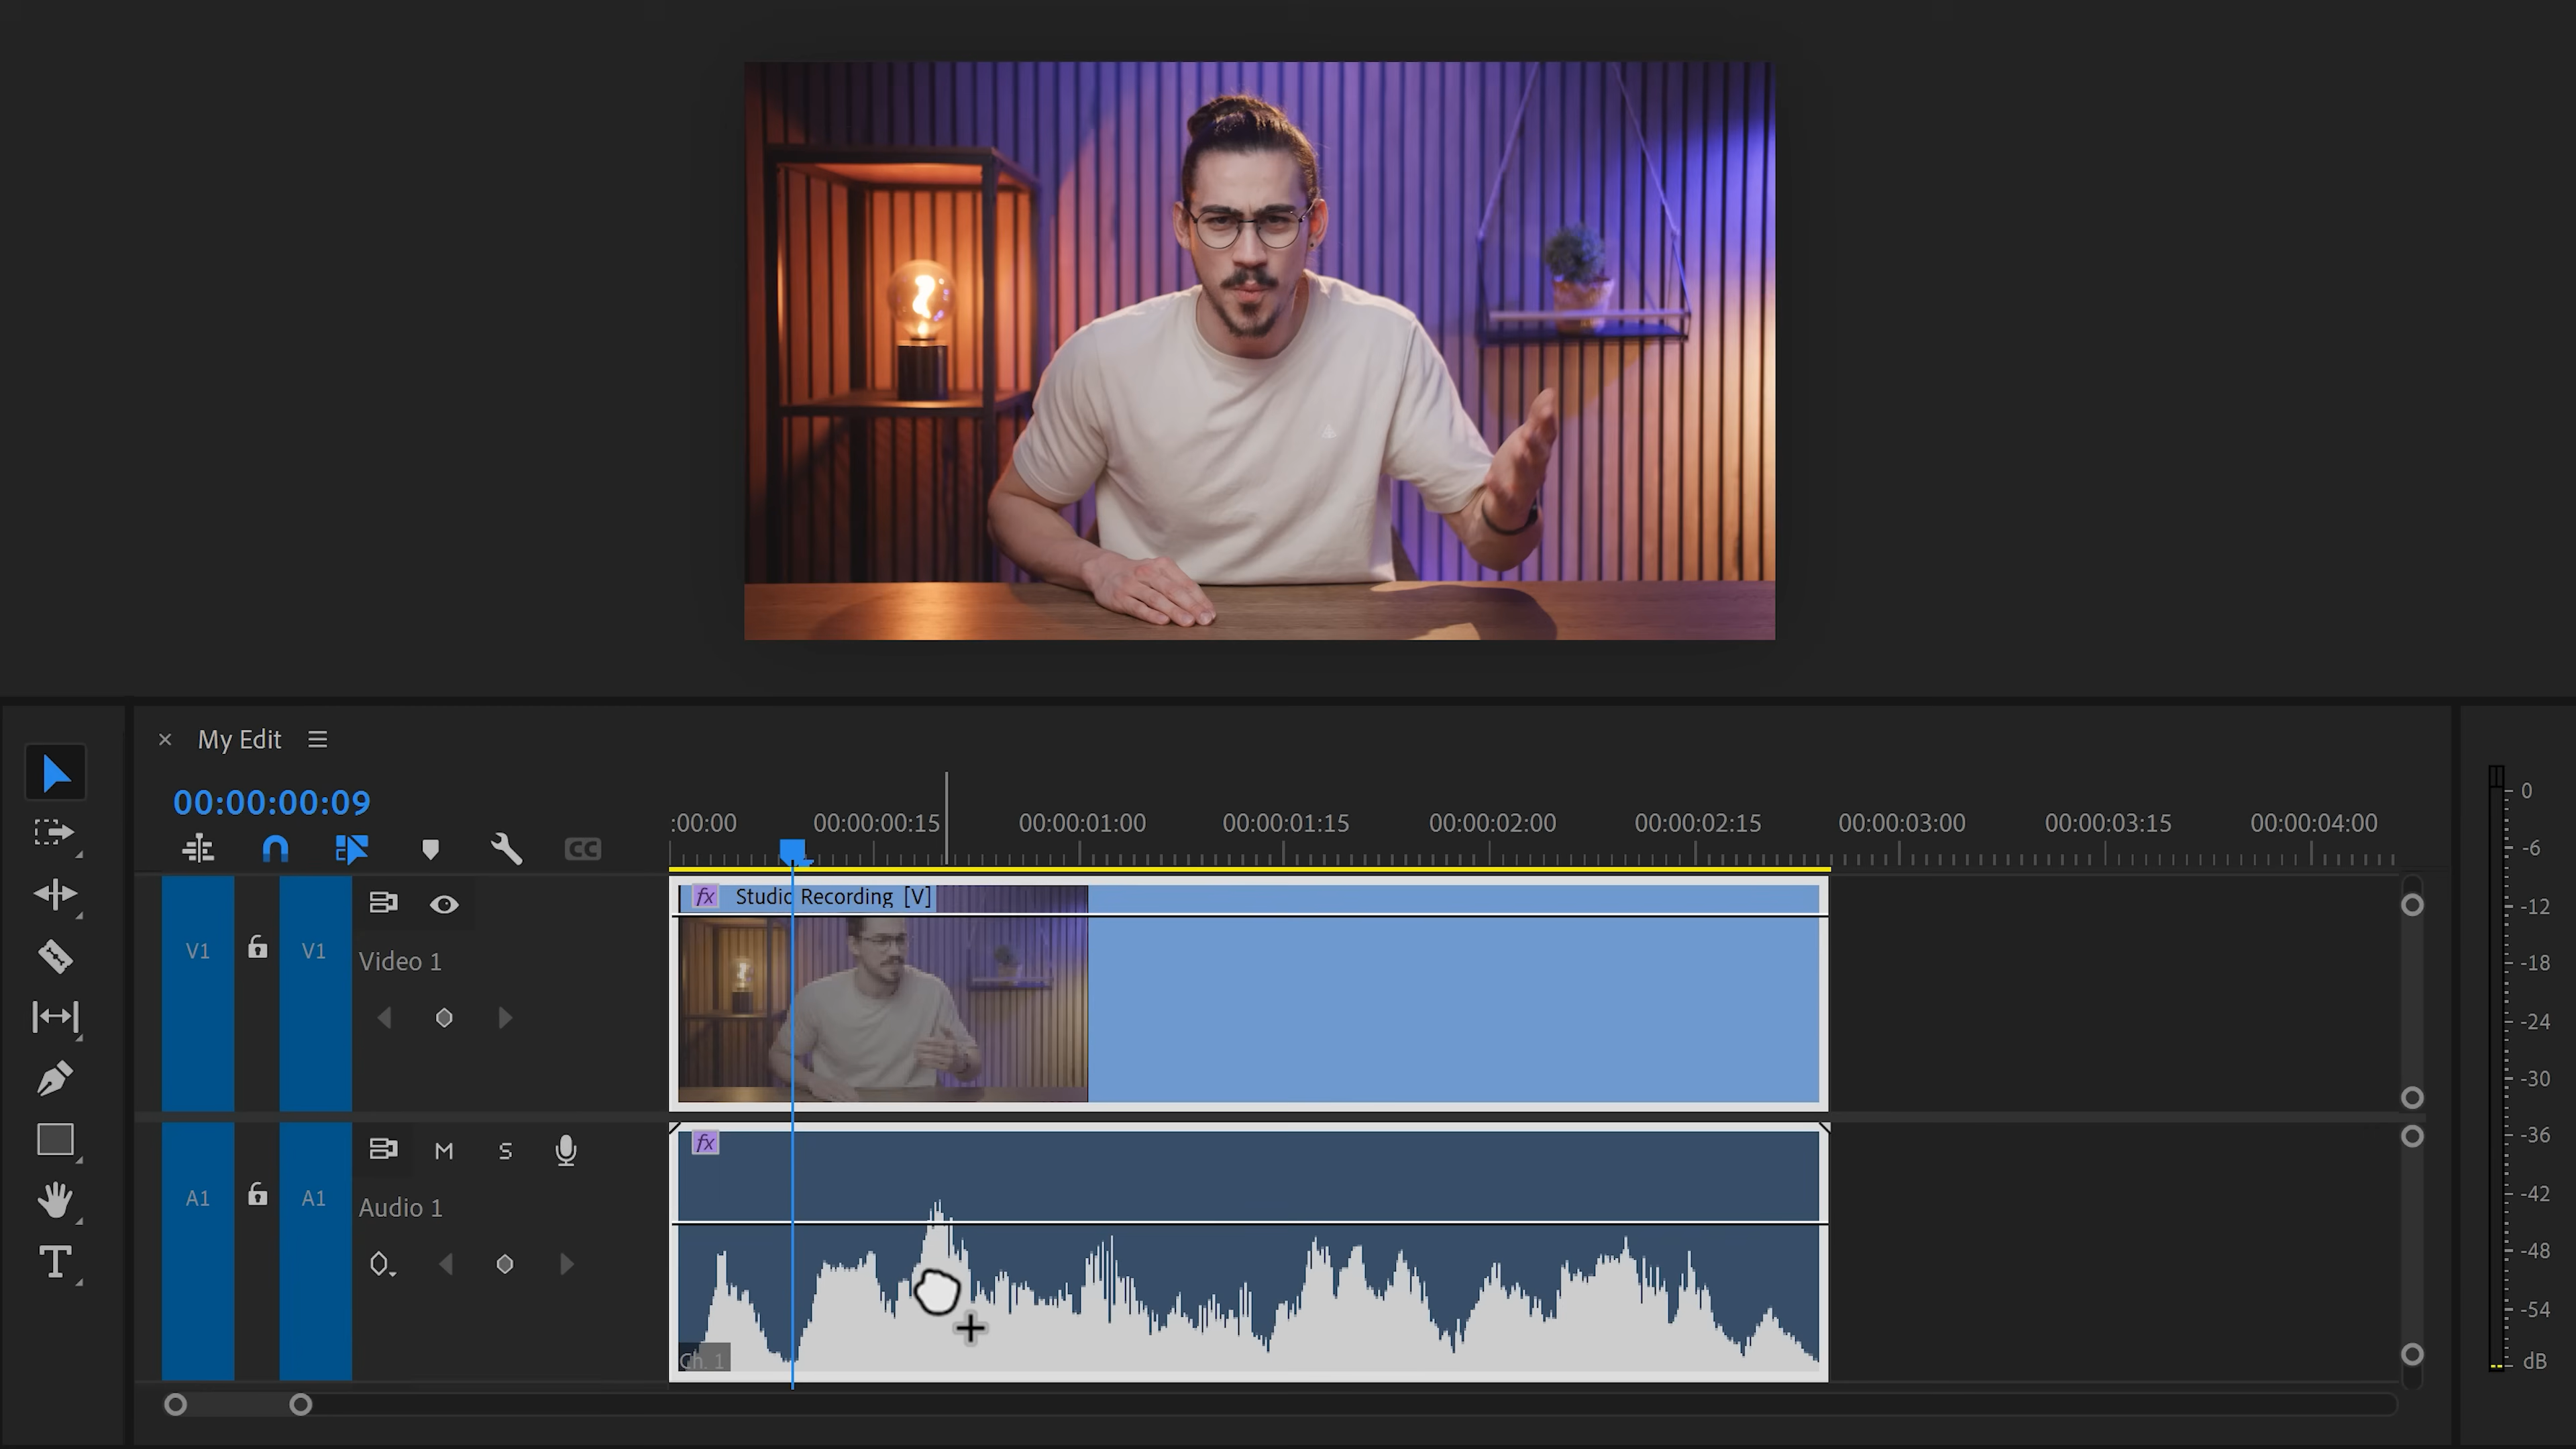 My Edit
00:00:00:09
:00:00 00:00:00:15 00:00:01:00 00:00:01:15 00:00:02:00 00:00:02:15 00:00:03:00 00:00:03:15 00:00:04:00
CC
fx Studio Recording [V]
V1 V1 Video 1
fx
M S
A1 A1 Audio 1
Ch. 1
T
0
-6
-12
-18
-24
-30
-36
-42
-48
-54
dB